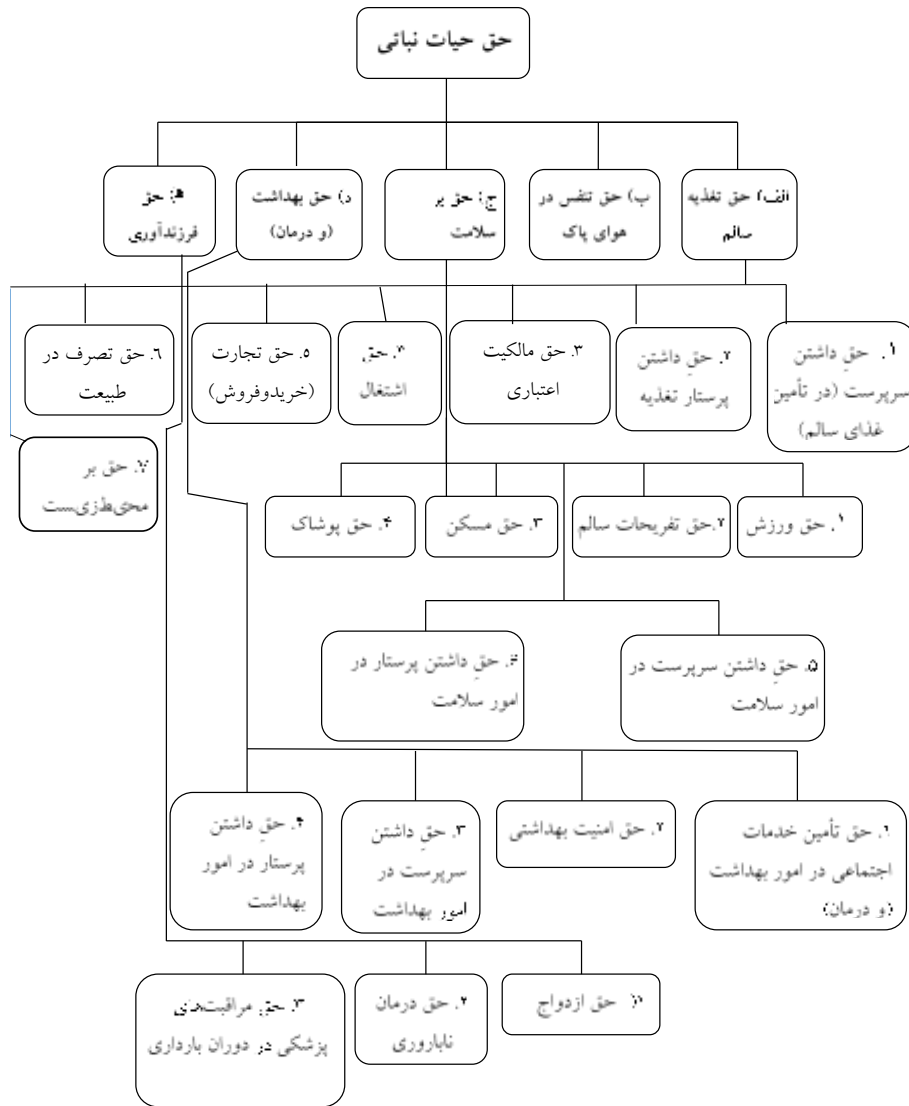 حق حیات نباتی
الف) حق تغذیه
سالم
ب) حق تنفس در
هوای پاک
ج) حق بر
سلامت
د) حق بهداشت
(و درمان)
ه) حق
فرزندآوری
۱. حقِ داشتن
سرپرست (در تأمین
غذای سالم)
۲. حقِ داشتن
پرستار تغذیه
۳. حق مالکیت
اعتباری
۴. حق
اشتغال
۵. حق تجارت
(خریدوفروش)
۶. حق تصرف در
طبیعت
۷. حق بر
محیطزیست
۱. حق ورزش
۲.حق تفریحات سالم
۳. حق مسکن
۴. حق پوشاک
۵. حقِ داشتن سرپرست در
امور سلامت
۶. حقِ داشتن پرستار در
امور سلامت
۱. حق تأمین خدمات
اجتماعی در امور بهداشت
(و درمان)
۲. حق امنیت بهداشتی
۳. حقِ داشتن
سرپرست در
امور بهداشت
۴. حقِ داشتن
پرستار در امور
بهداشت
۱. حق ازدواج
۲. حق درمان
ناباروری
۳. حق مراقبت‌های
پزشکی در دوران بارداری